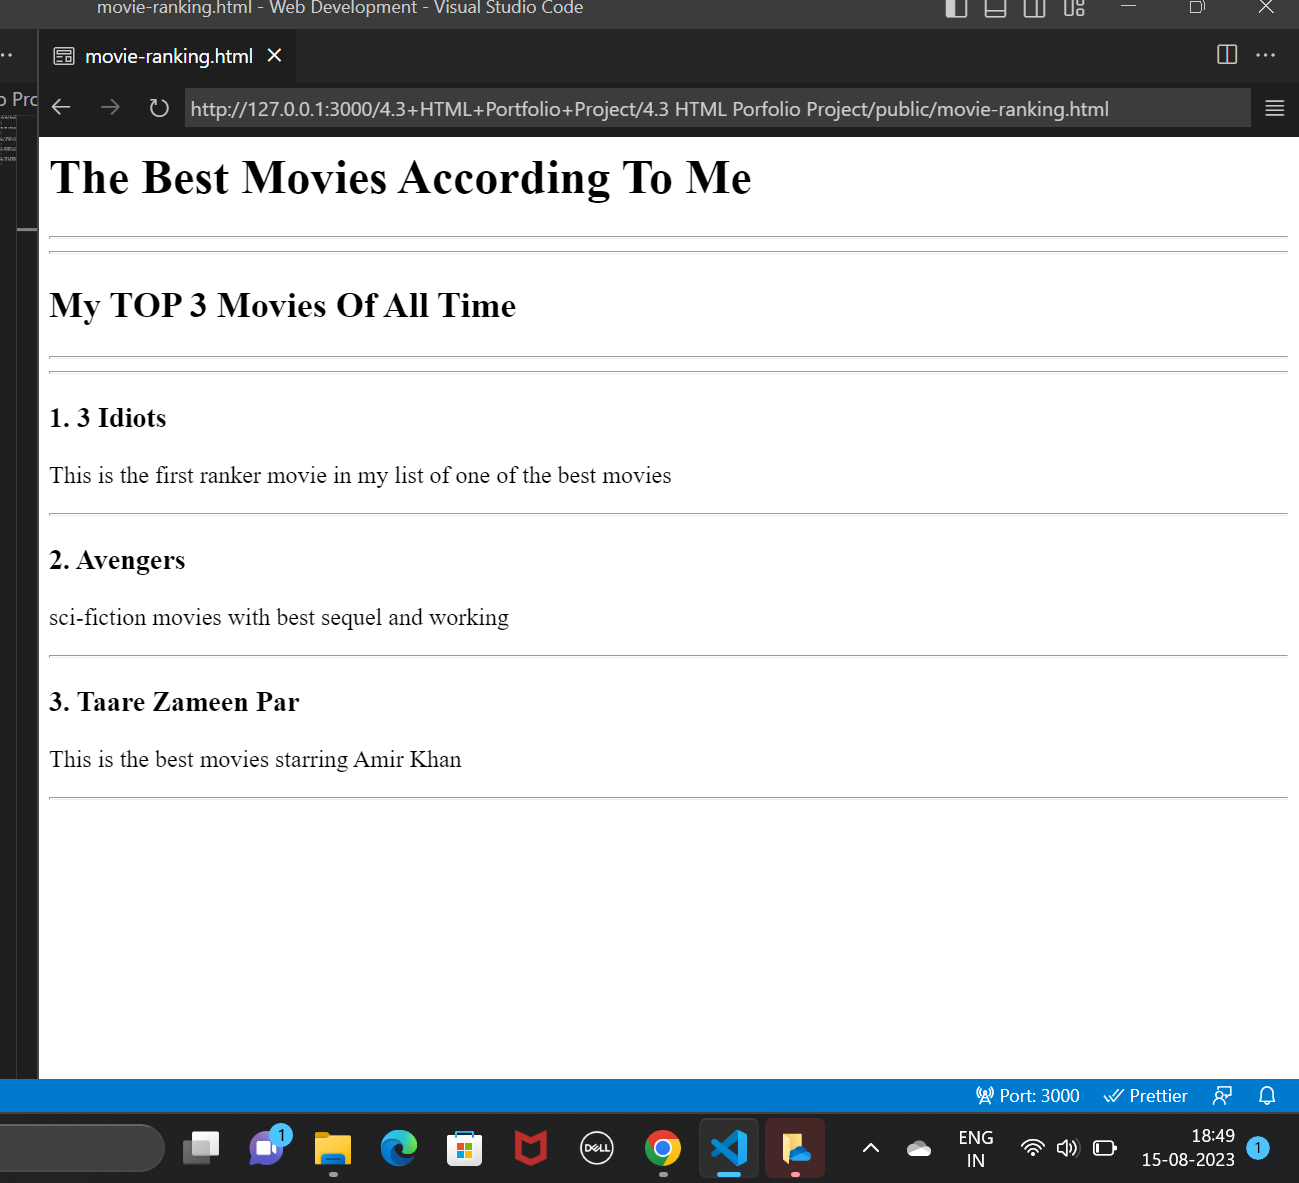 movie-ranking.html - Web Development - Visual Studio Code
movie-ranking.html
http://127.0.0.1:3000/4.3+HTML+Portfolio+Project/4.3 HTML Porfolio Project/public/movie-ranking.html
The Best Movies According To Me
My TOP 3 Movies Of All Time
1. 3 Idiots
This is the first ranker movie in my list of one of the best movies
2. Avengers
sci-fiction movies with best sequel and working
3. Taare Zameen Par
This is the best movies starring Amir Khan
Port: 3000 Prettier
1
DELL
ENG
IN
18:49
15-08-2023
1